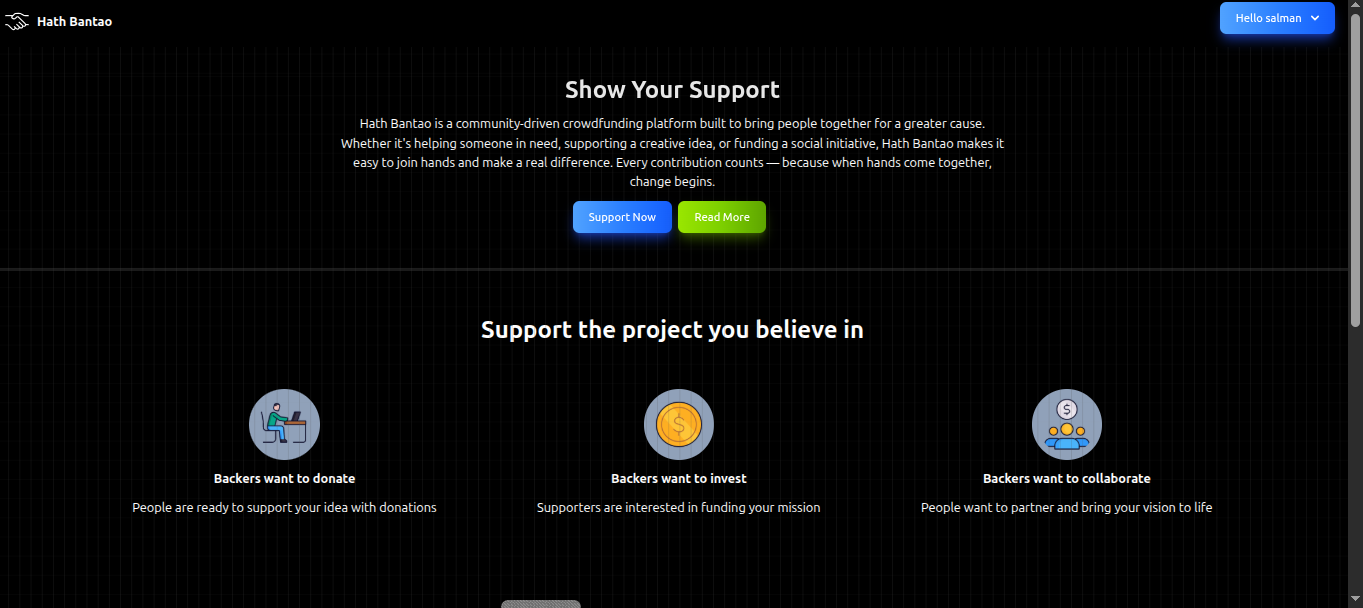 Hath Bantao
Hello salman
Show Your Support
Hath Bantao is a community-driven crowdfunding platform built to bring people together for a greater cause.
Whether it's helping someone in need, supporting a creative idea, or funding a social initiative, Hath Bantao makes it
easy to join hands and make a real difference. Every contribution counts — because when hands come together,
change begins.
Support Now
Read More
Support the project you believe in
Backers want to donate
People are ready to support your idea with donations
Backers want to invest
Supporters are interested in funding your mission
Backers want to collaborate
People want to partner and bring your vision to life